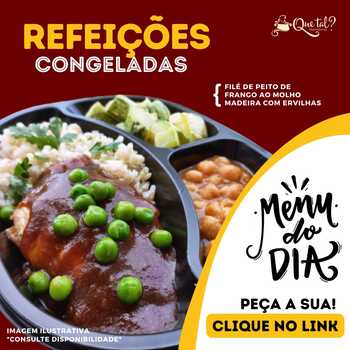 REFEIÇÕES
CONGELADAS
Que tal?
FILÉ DE PEITO DE
FRANGO AO MOLHO
MADEIRA COM ERVILHAS
Menu
do
DIA
PEÇA A SUA!
CLIQUE NO LINK
IMAGEM ILUSTRATIVA
"CONSULTE DISPONIBILIDADE"